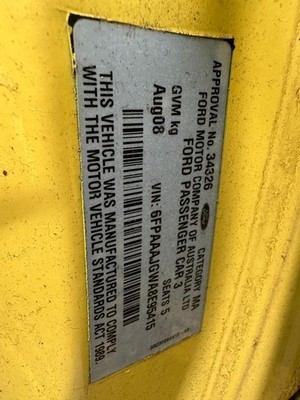 APPROVAL No. 34326 CATEGORY MA
FORD MOTOR COMPANY OF AUSTRALIA LTD
FORD PASSENGER CAR 3
GVM kg SEATS 5
Aug08 VIN: 6FPAAAJGWA8E95415
THIS VEHICLE WAS MANUFACTURED TO COMPLY
WITH THE MOTOR VEHICLE STANDARDS ACT 1989.